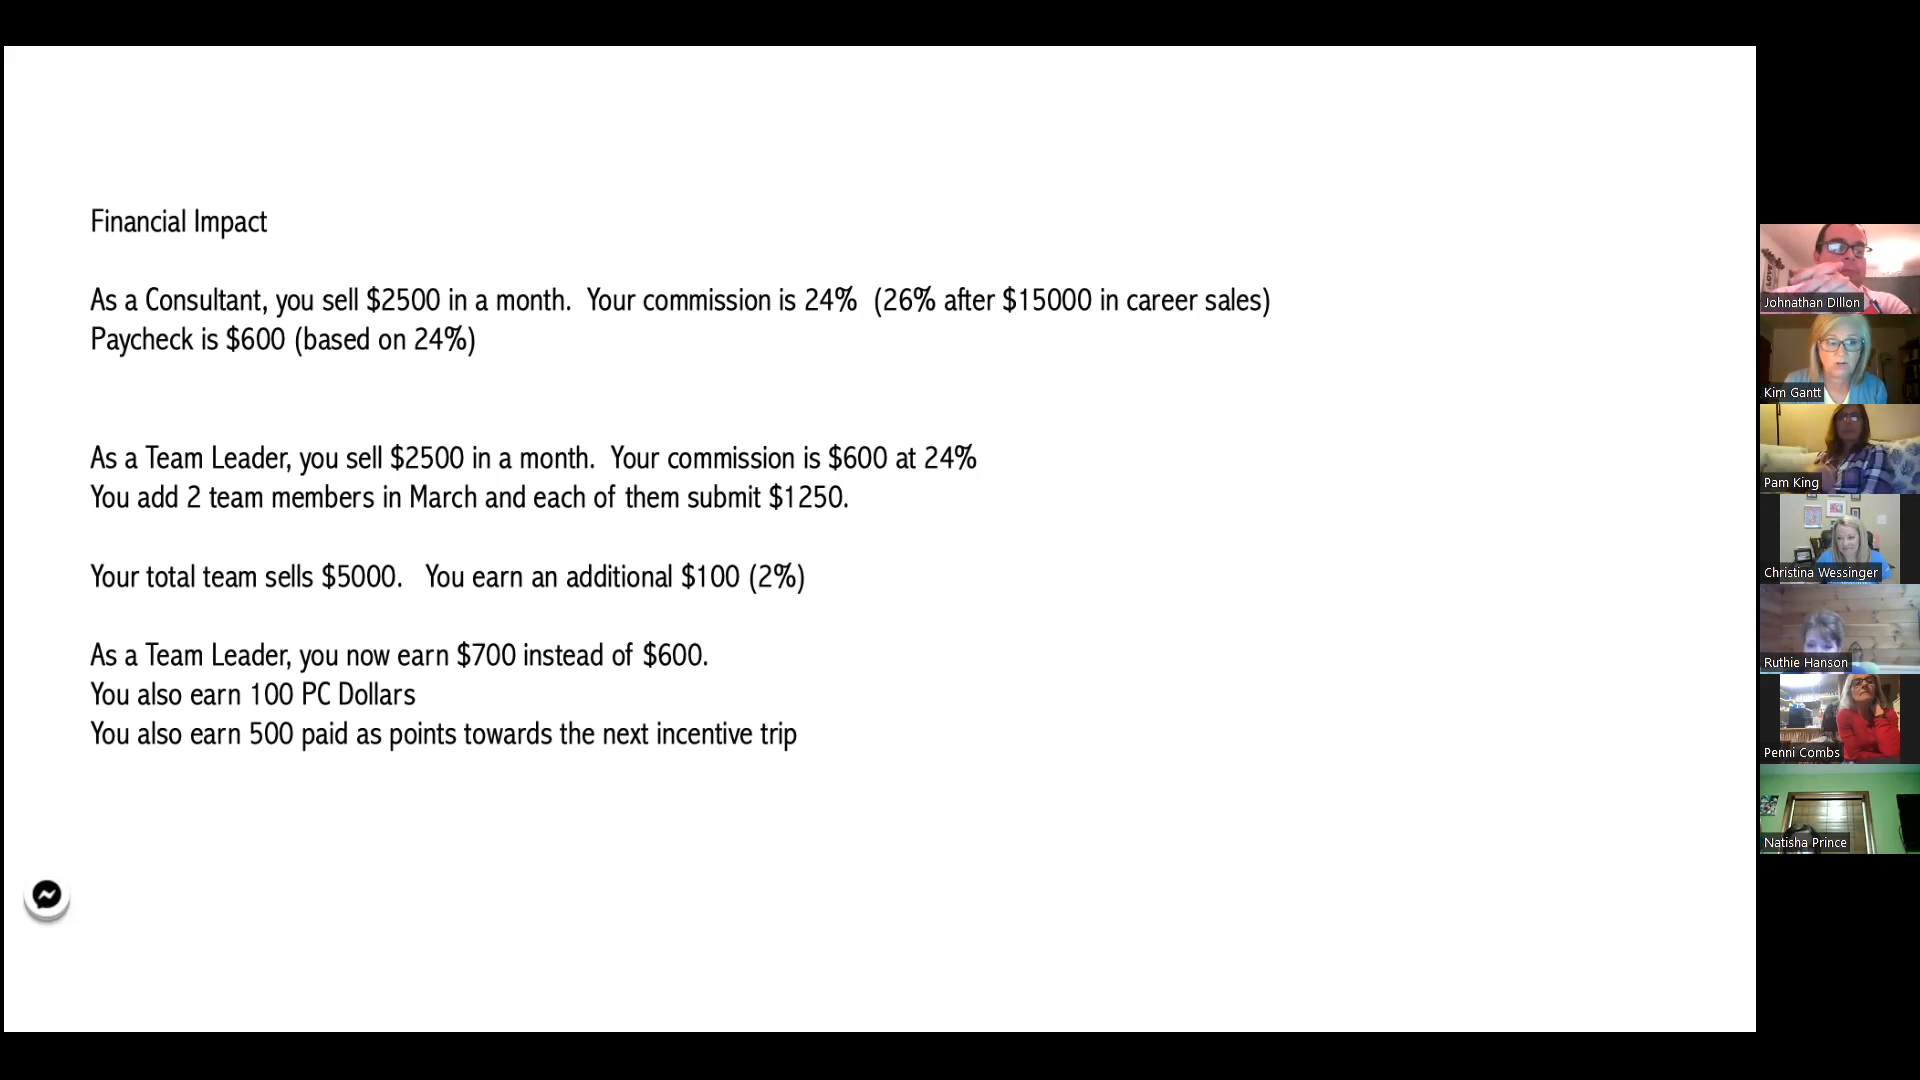 Financial Impact
As a Consultant, you sell $2500 in a month.  Your commission is 24%  (26% after $15000 in career sales)
Paycheck is $600 (based on 24%)
As a Team Leader, you sell $2500 in a month.  Your commission is $600 at 24%
You add 2 team members in March and each of them submit $1250.
Your total team sells $5000.   You earn an additional $100 (2%)
As a Team Leader, you now earn $700 instead of $600.
You also earn 100 PC Dollars
You also earn 500 paid as points towards the next incentive trip
Johnathan DIllon
Kim Gantt
Pam King
Christina Wessinger
Ruthie Hanson
Penni Combs
Natisha Prince